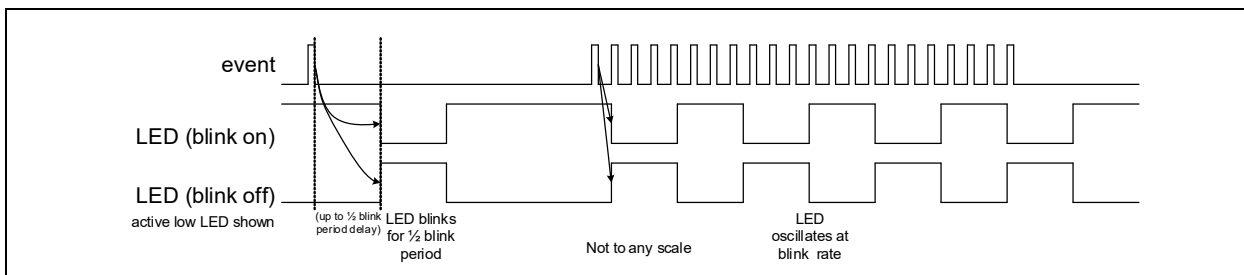 event
LED (blink on)
LED (blink off)
active low LED shown
(up to ½ blink
period delay)
LED blinks
for ½ blink
period
Not to any scale
LED
oscillates at
blink rate